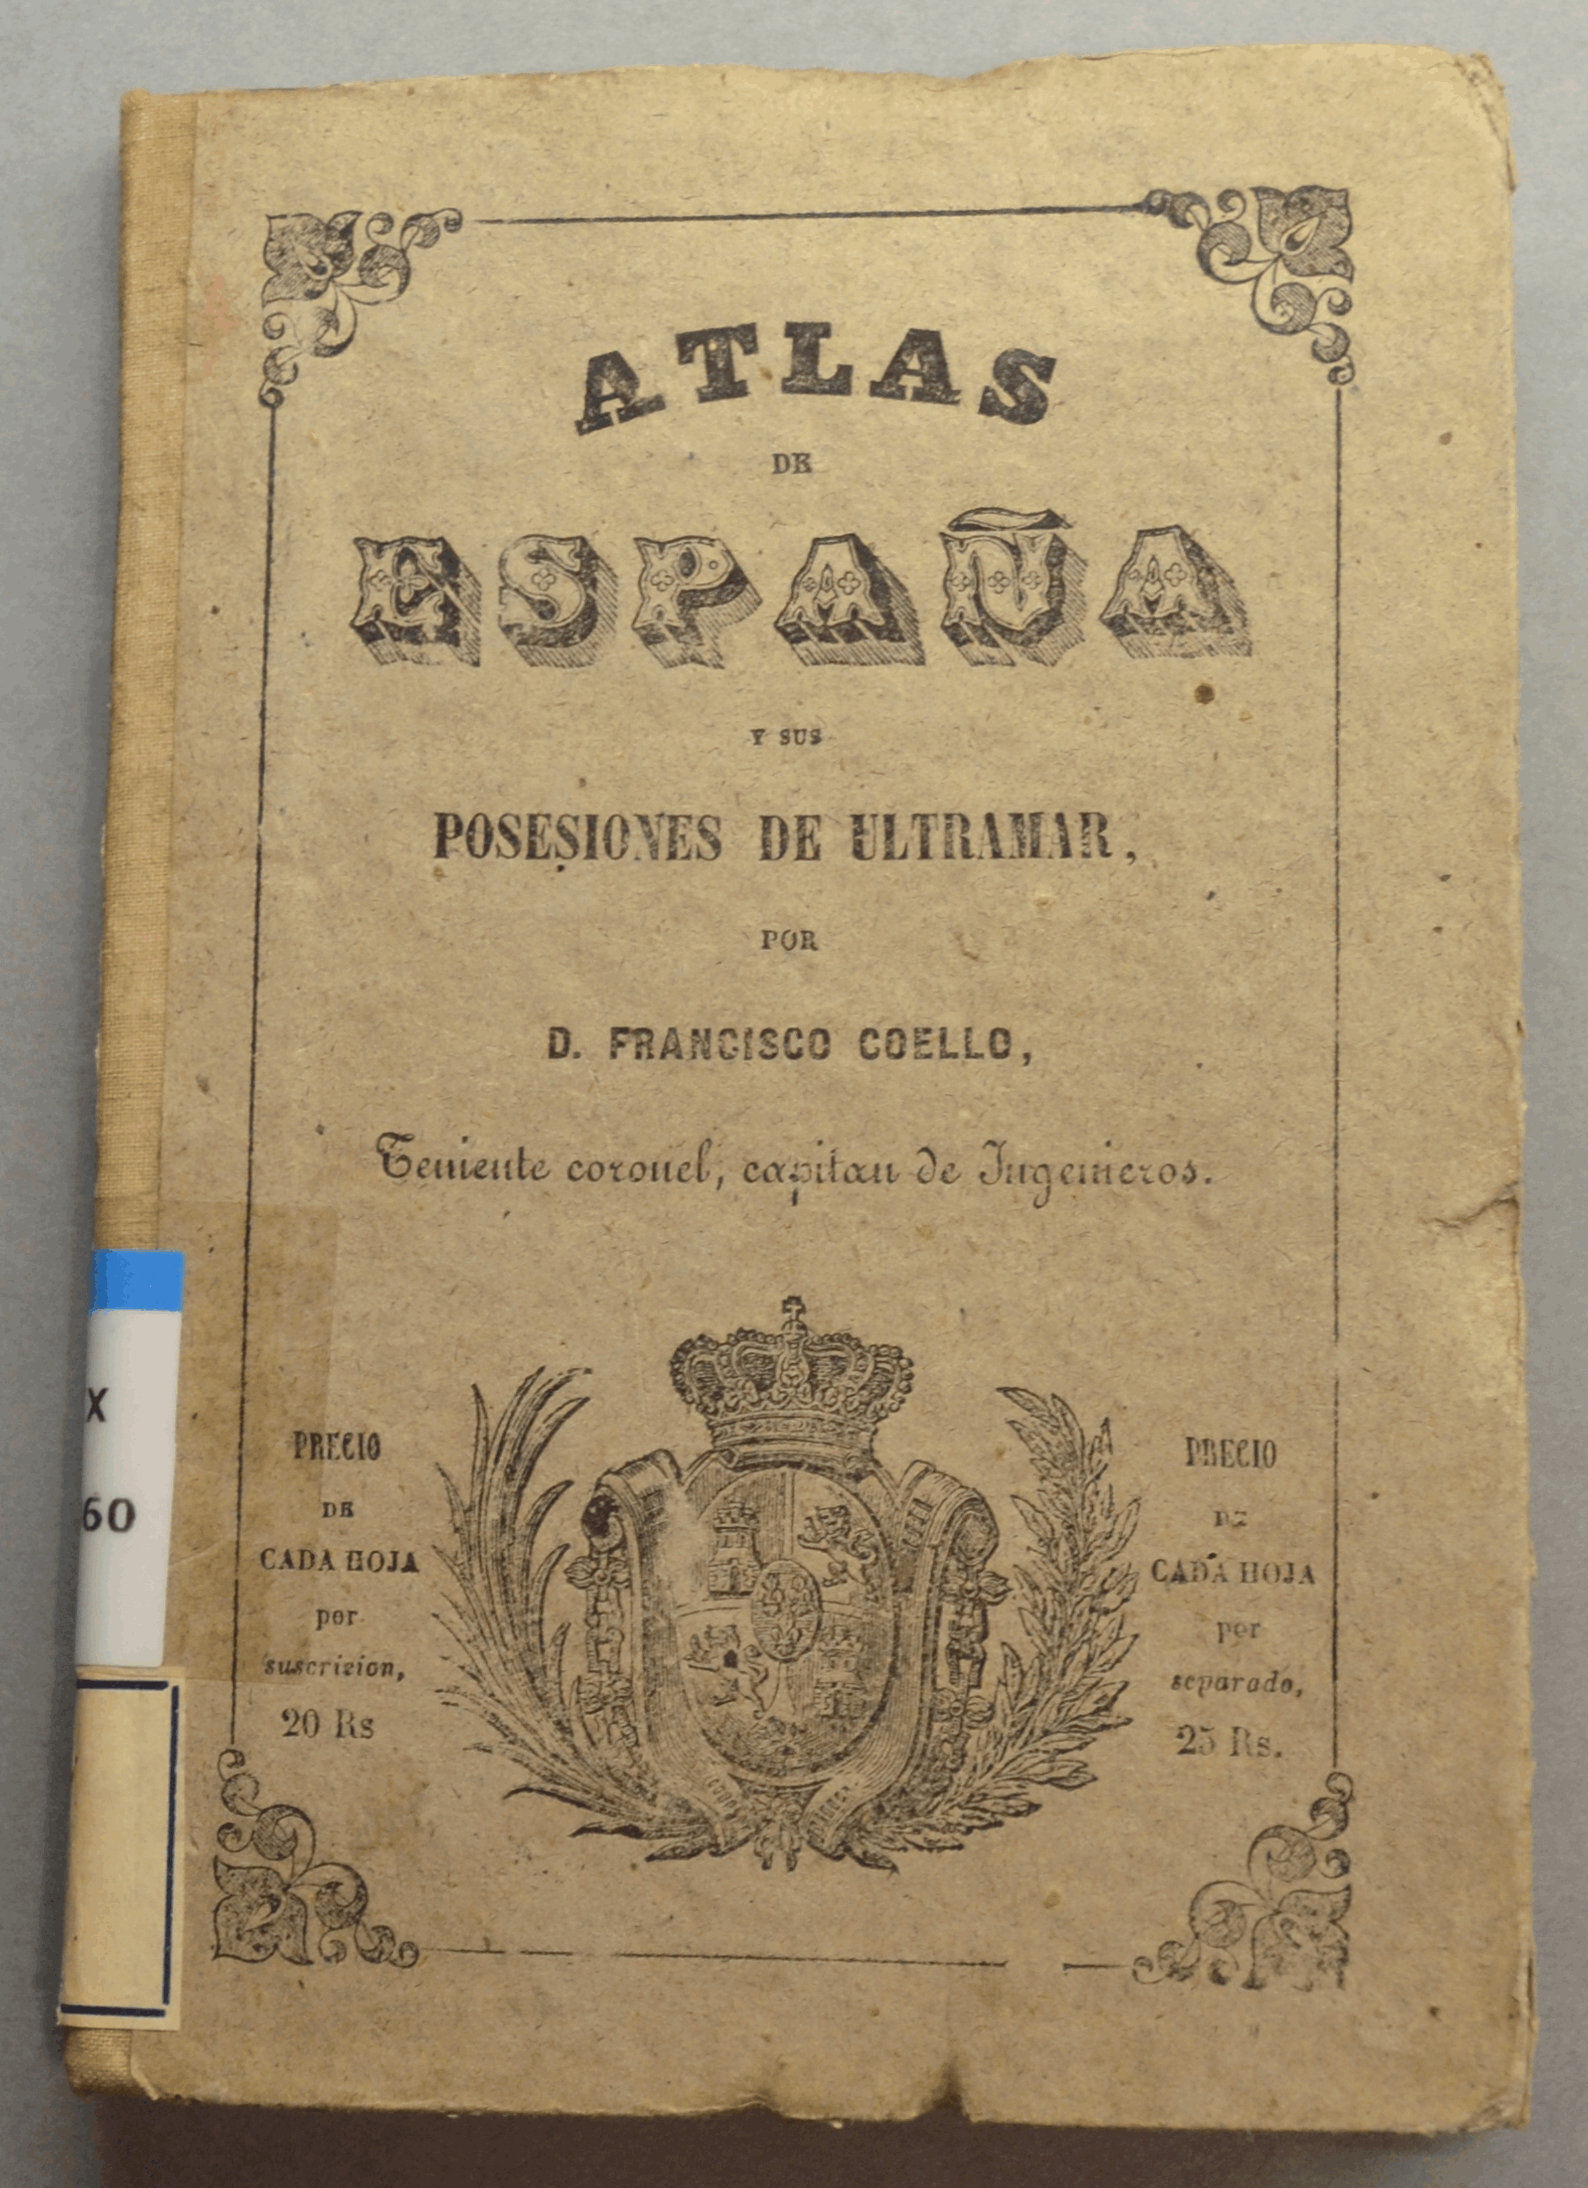 ATLAS
DE
ESPAÑA
Y SUS
POSESIONES DE ULTRAMAR,
POR
D. FRANCISCO COELLO,
Teniente coronel, capitan de Ingenieros.
PRECIO
DE
CADA HOJA
por
suscricion,
20 Rs
PRECIO
DE
CADA HOJA
por
separado,
25 Rs.
X
60